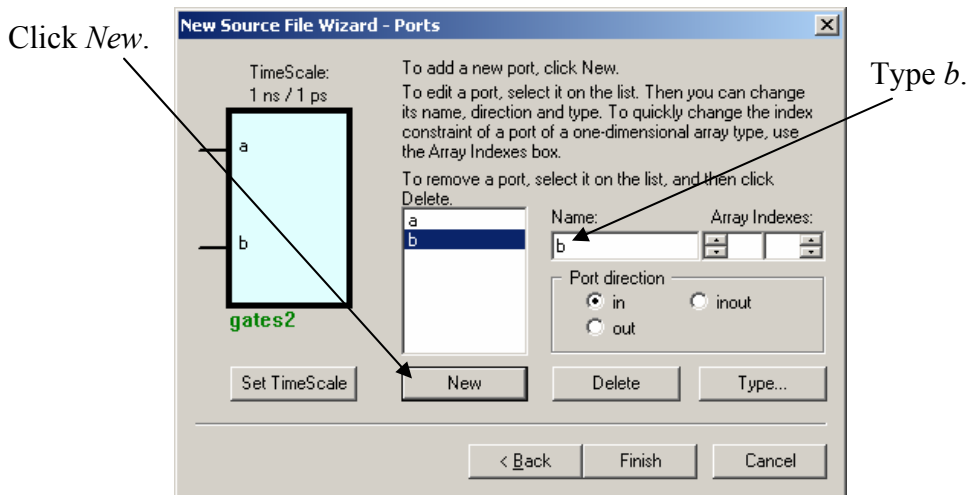 Click New.
Type b.
New Source File Wizard - Ports
TimeScale:
1 ns / 1 ps
a
b
gates2
To add a new port, click New.
To edit a port, select it on the list. Then you can change
its name, direction and type. To quickly change the index
constraint of a port of a one-dimensional array type, use
the Array Indexes box.
To remove a port, select it on the list, and then click
Delete.
a
b
Name:
Array Indexes:
b
Port direction
in
inout
out
Set TimeScale
New
Delete
Type...
< Back
Finish
Cancel